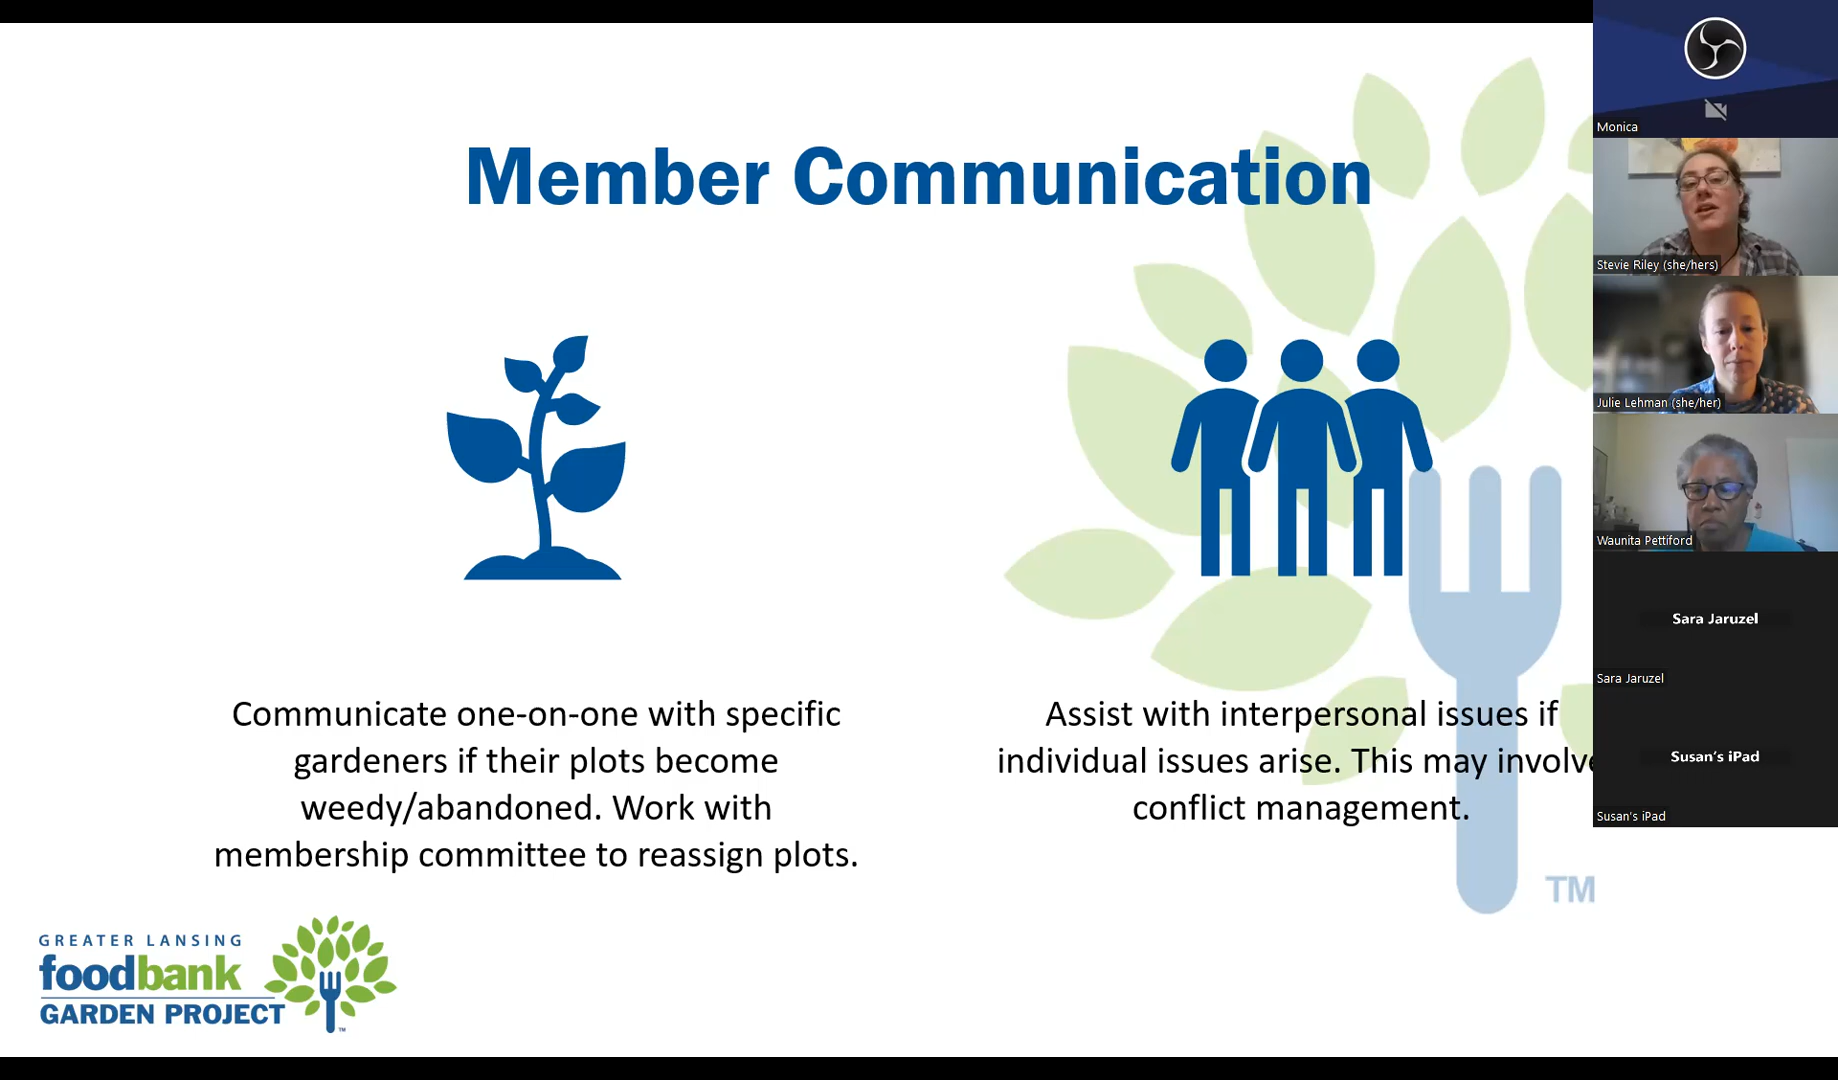 Member Communication
Communicate one-on-one with specific
gardeners if their plots become
weedy/abandoned. Work with
membership committee to reassign plots.
Assist with interpersonal issues if
individual issues arise. This may involve
conflict management.
TM
GREATER LANSING
foodbank
GARDEN PROJECT
TM
Monica
Stevie Riley (she/hers)
Julie Lehman (she/her)
Waunita Pettiford
Sara Jaruzel
Sara Jaruzel
Susan's iPad
Susan's iPad